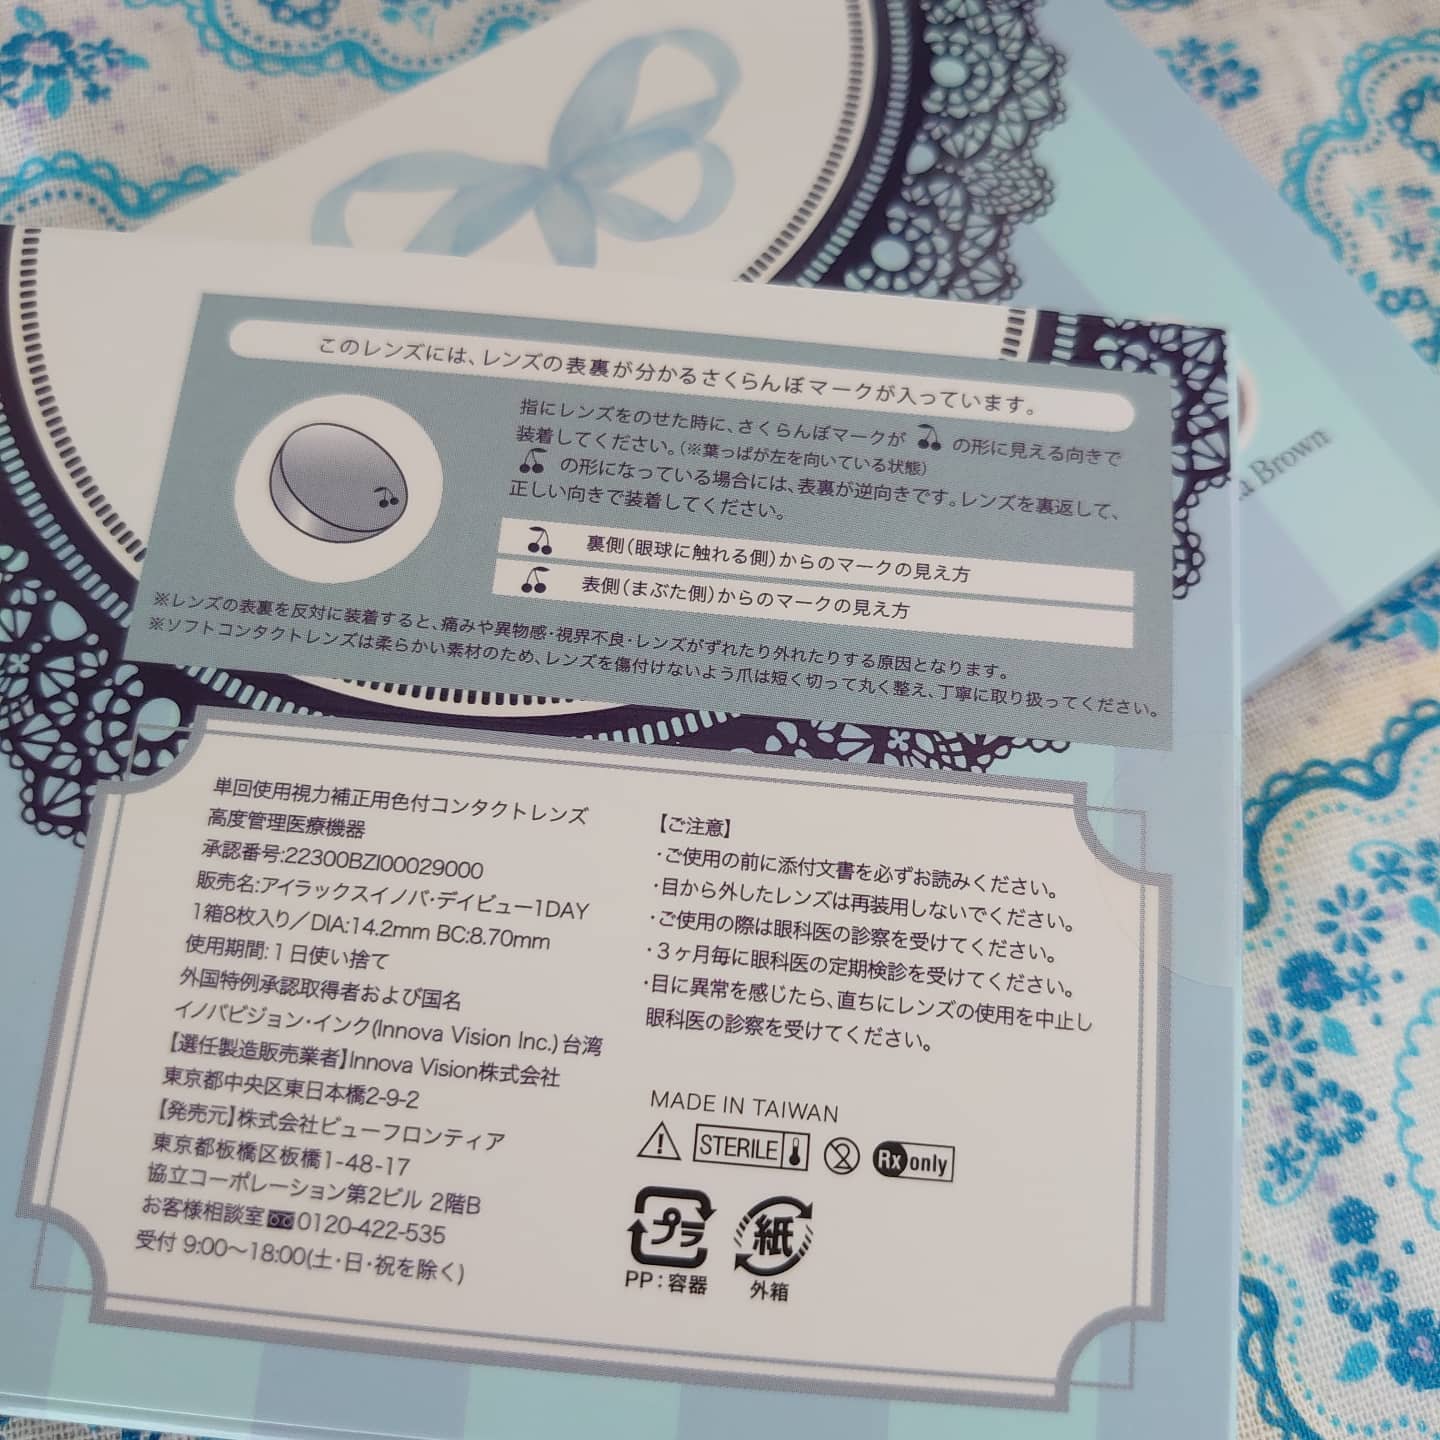 このレンズには、レンズの表裏が分かるさくらんぼマークが入っています。
指にレンズをのせた時に、さくらんぼマークが の形に見える向きで
装着してください。(※葉っぱが左を向いている状態)
の形になっている場合には、表裏が逆向きです。レンズを裏返して、
正しい向きで装着してください。
裏側(眼球に触れる側)からのマークの見え方
表側(まぶた側)からのマークの見え方
※レンズの表裏を反対に装着すると、痛みや異物感・視界不良・レンズがずれたり外れたりする原因となります。
※ソフトコンタクトレンズは柔らかい素材のため、レンズを傷付けないよう爪は短く切って丸く整え、丁寧に取り扱ってください。
単回使用視力補正用色付コンタクトレンズ
高度管理医療機器
承認番号:22300BZI00029000
販売名:アイラックスイノバ・デイビュー1DAY
1箱8枚入り/DIA:14.2mm BC:8.70mm
使用期間:1日使い捨て
外国特例承認取得者および国名
イノバビジョン・インク(Innova Vision Inc.)台湾
【選任製造販売業者】Innova Vision株式会社
東京都中央区東日本橋2-9-2
【発売元】株式会社ビューフロンティア
東京都板橋区板橋1-48-17
協立コーポレーション第2ビル 2階B
お客様相談室 0120-422-535
受付 9:00〜18:00(土・日・祝を除く)
【ご注意】
・ご使用の前に添付文書を必ずお読みください。
・目から外したレンズは再装用しないでください。
・ご使用の際は眼科医の診察を受けてください。
・3ヶ月毎に眼科医の定期検診を受けてください。
・目に異常を感じたら、直ちにレンズの使用を中止し
眼科医の診察を受けてください。
MADE IN TAIWAN
STERILE
2
Rx only
プラ
PP:容器
紙
外箱
Brown